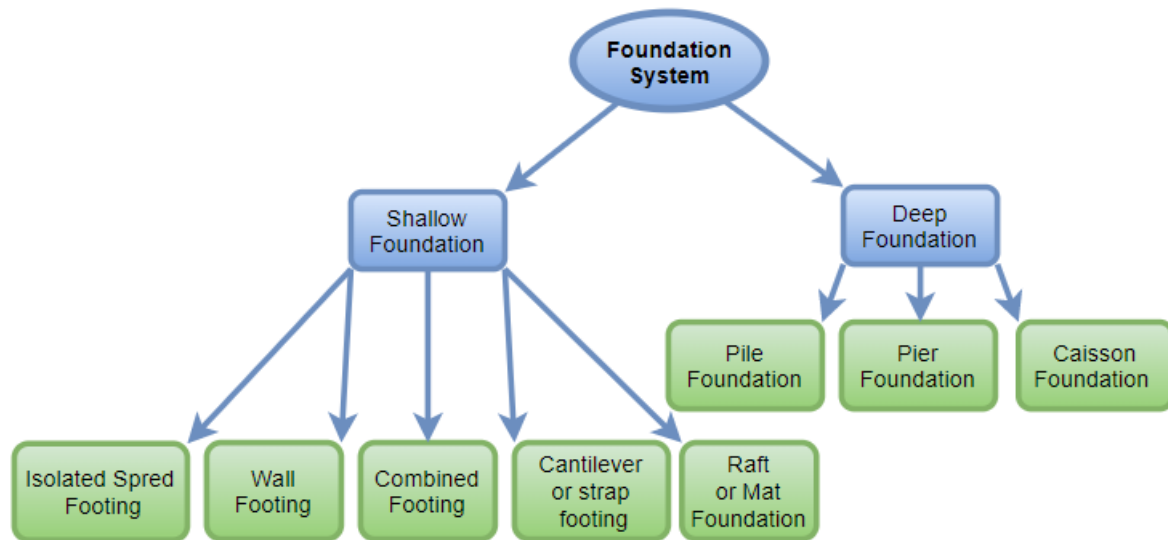 Foundation
System
Shallow
Foundation
Deep
Foundation
Pile
Foundation
Pier
Foundation
Caisson
Foundation
Isolated Spred
Footing
Wall
Footing
Combined
Footing
Cantilever
or strap
footing
Raft
or Mat
Foundation